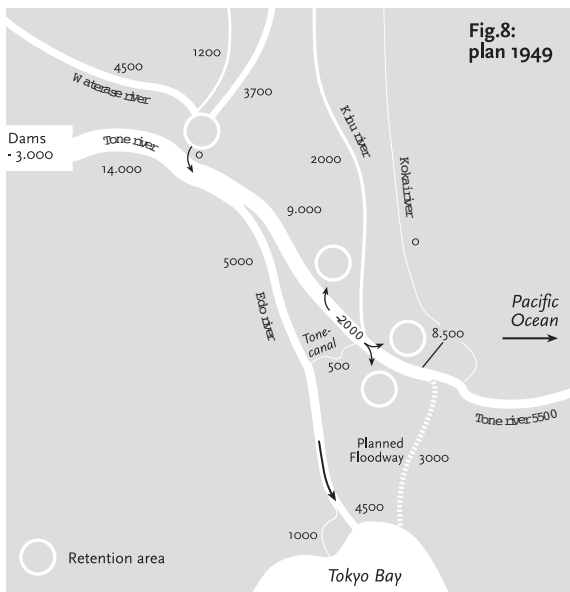 Fig.8:
plan 1949
1200
4500
Waterase river
3700
Dams
- 3.000
Tone river
0
14.000
Kinu river
2000
Kokai river
0
9.000
5000
Edo river
-2000
Tone-
canal
500
8.500
Pacific
Ocean
Tone river 5500
Planned
Floodway
3000
4500
1000
Retention area
Tokyo Bay